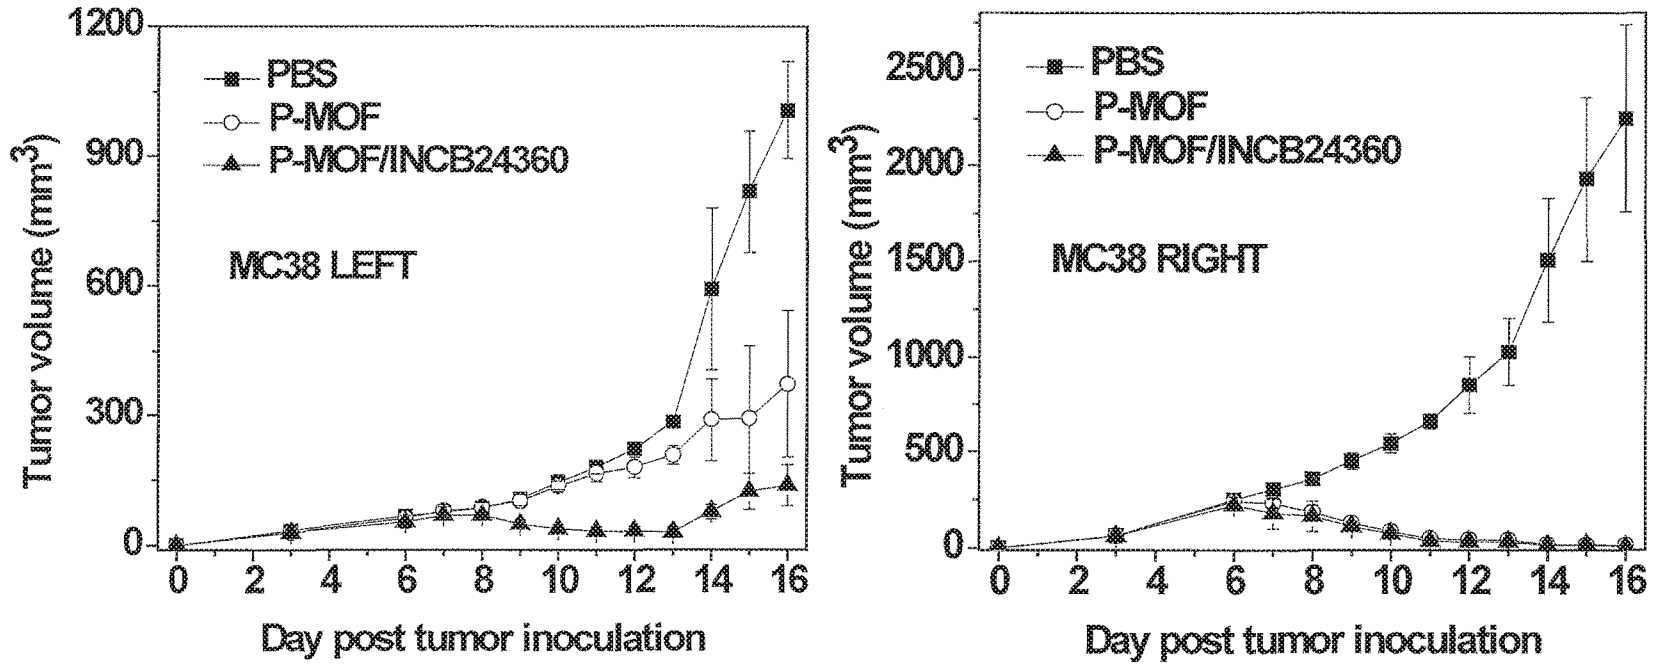 1200
900
600
300
0
Tumor volume (mm³)
PBS
P-MOF
P-MOF/INCB24360
MC38 LEFT
0 2 4 6 8 10 12 14 16
Day post tumor inoculation
2500
2000
1500
1000
500
0
Tumor volume (mm³)
PBS
P-MOF
P-MOF/INCB24360
MC38 RIGHT
0 2 4 6 8 10 12 14 16
Day post tumor inoculation